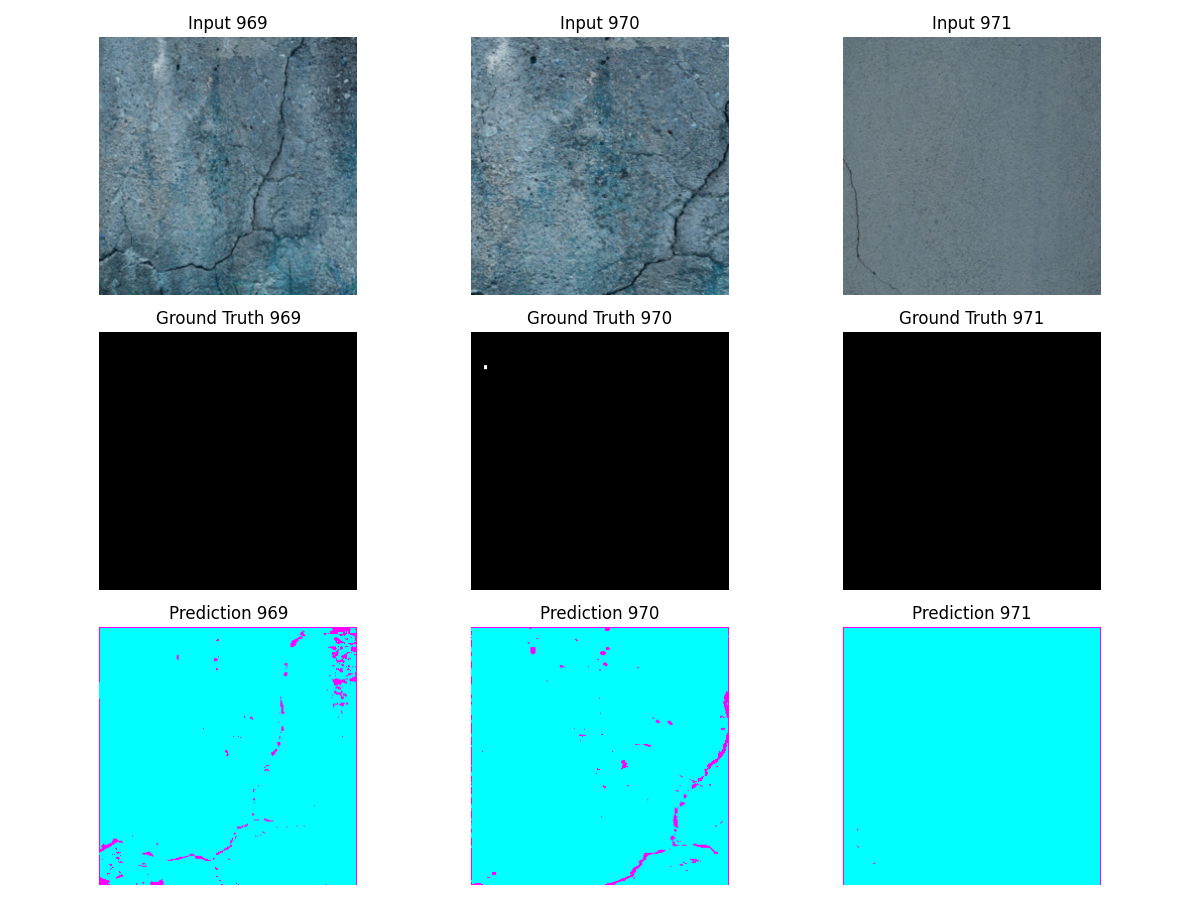 Input 969
Input 970
Input 971
Ground Truth 969
Ground Truth 970
Ground Truth 971
Prediction 969
Prediction 970
Prediction 971